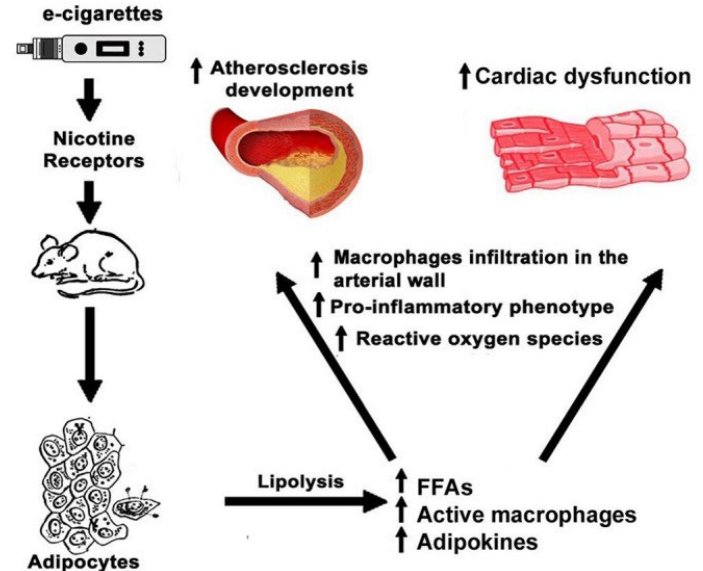 e-cigarettes
Nicotine
Receptors
Adipocytes
Lipolysis
FFAs
Active macrophages
Adipokines
Macrophages infiltration in the
arterial wall
Pro-inflammatory phenotype
Reactive oxygen species
Atherosclerosis
development
Cardiac dysfunction